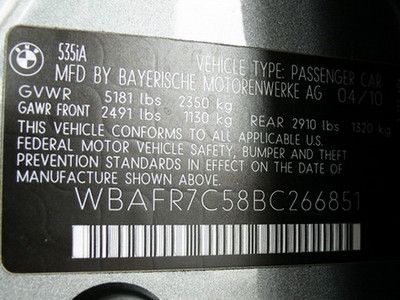 535iA
VEHICLE TYPE: PASSENGER CAR
MFD BY BAYERISCHE MOTORENWERKE AG 04/10
GVWR 5181 lbs 2350 kg
GAWR FRONT 2491 lbs 1130 kg REAR 2910 lbs 1320 kg
THIS VEHICLE CONFORMS TO ALL APPLICABLE U.S.
FEDERAL MOTOR VEHICLE SAFETY, BUMPER AND THEFT
PREVENTION STANDARDS IN EFFECT ON THE DATE OF
MANUFACTURE SHOWN ABOVE.
WBAFR7C58BC266851